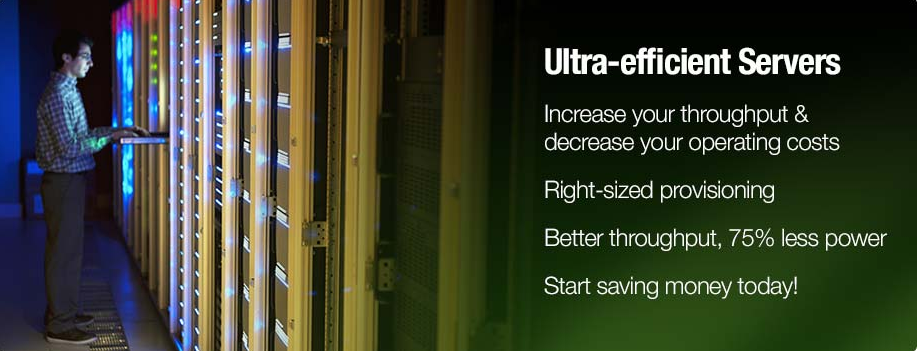 Ultra-efficient Servers
Increase your throughput &
decrease your operating costs
Right-sized provisioning
Better throughput, 75% less power
Start saving money today!